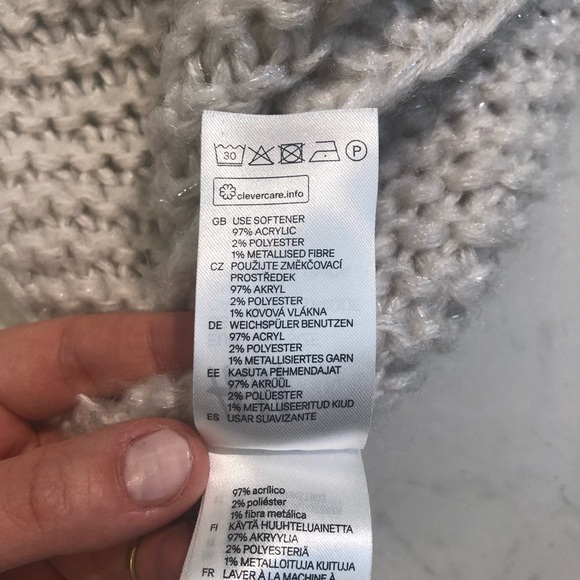 30 P
clevercare.info
GB USE SOFTENER
97% ACRYLIC
2% POLYESTER
1% METALLISED FIBRE
CZ POUŽIJTE ZMĚKČOVACÍ
PROSTŘEDEK
97% AKRYL
2% POLYESTER
1% KOVOVÁ VLÁKNA
DE WEICHSPÜLER BENUTZEN
97% ACRYL
2% POLYESTER
1% METALLISIERTES GARN
EE KASUTA PEHMENDAJAT
97% AKRÜÜL
2% POLÜESTER
1% METALLISEERITUD KIUD
ES USAR SUAVIZANTE
97% acrílico
2% poliéster
1% fibra metálica
FI KÄYTÄ HUUHTELUAINETTA
97% AKRYYLIA
2% POLYESTERIÄ
1% METALLOITUJA KUITUJA
FR LAVER À LA MACHINE À